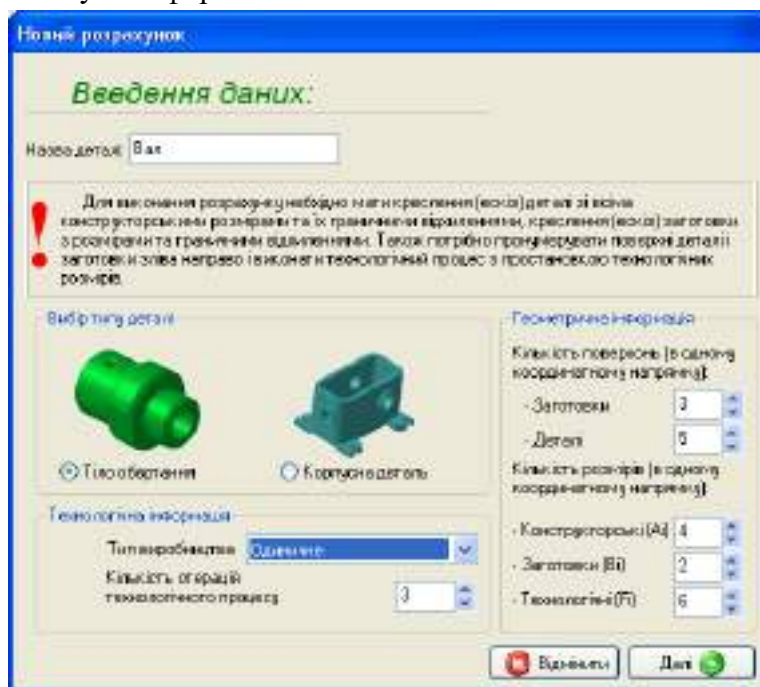 Новий розрахунок
Введення даних:
Назва деталі: Вал
Для виконання розрахунку необхідно мати креслення (ескіз) деталі зі всіма
конструкторськими розмірами та їх граничними відхиленнями, креслення (ескіз) заготовки
з розмірами та граничними відхиленнями. Також потрібно пронумерувати поверхні деталі і
заготовки зліва направо і виконати технологічний процес з простановкою технологічних
розмірів.
Вибір типу деталі
Тіло обертання
Корпусна деталь
Технологічна інформація
Тип виробництва Одиничне
Кількість операцій
технологічного процесу 3
Геометрична інформація
Кількість поверхонь (в одному
координатному напрямку):
- Заготовки 3
- Деталі 5
Кількість розмірів (в одному
координатному напрямку):
- Конструкторські (Ai) 4
- Заготовки (Bi) 2
- Технологічні (Fi) 6
Відмінити
Далі